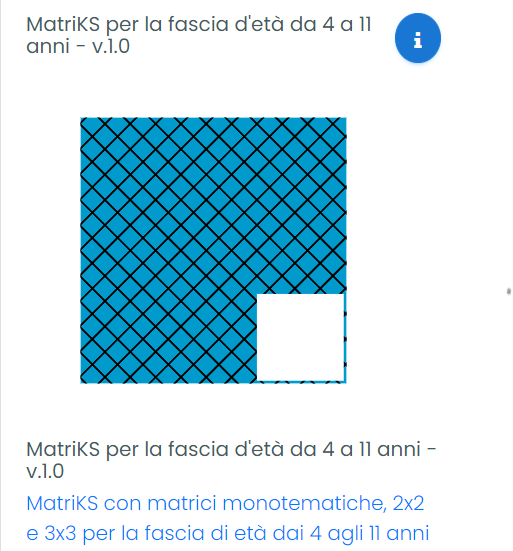 MatriKS per la fascia d'età da 4 a 11
anni - v.1.0
i
MatriKS per la fascia d'età da 4 a 11 anni -
v.1.0
MatriKS con matrici monotematiche, 2x2
e 3x3 per la fascia di età dai 4 agli 11 anni